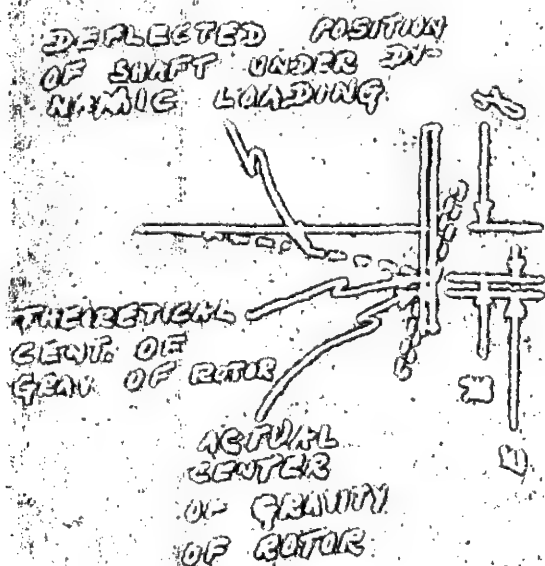 DEFLECTED POSITION
OF SHAFT UNDER DY-
NAMIC LOADING
THEORETICAL
CENT. OF
GRAV. OF ROTOR
ACTUAL
CENTER
OF GRAVITY
OF ROTOR